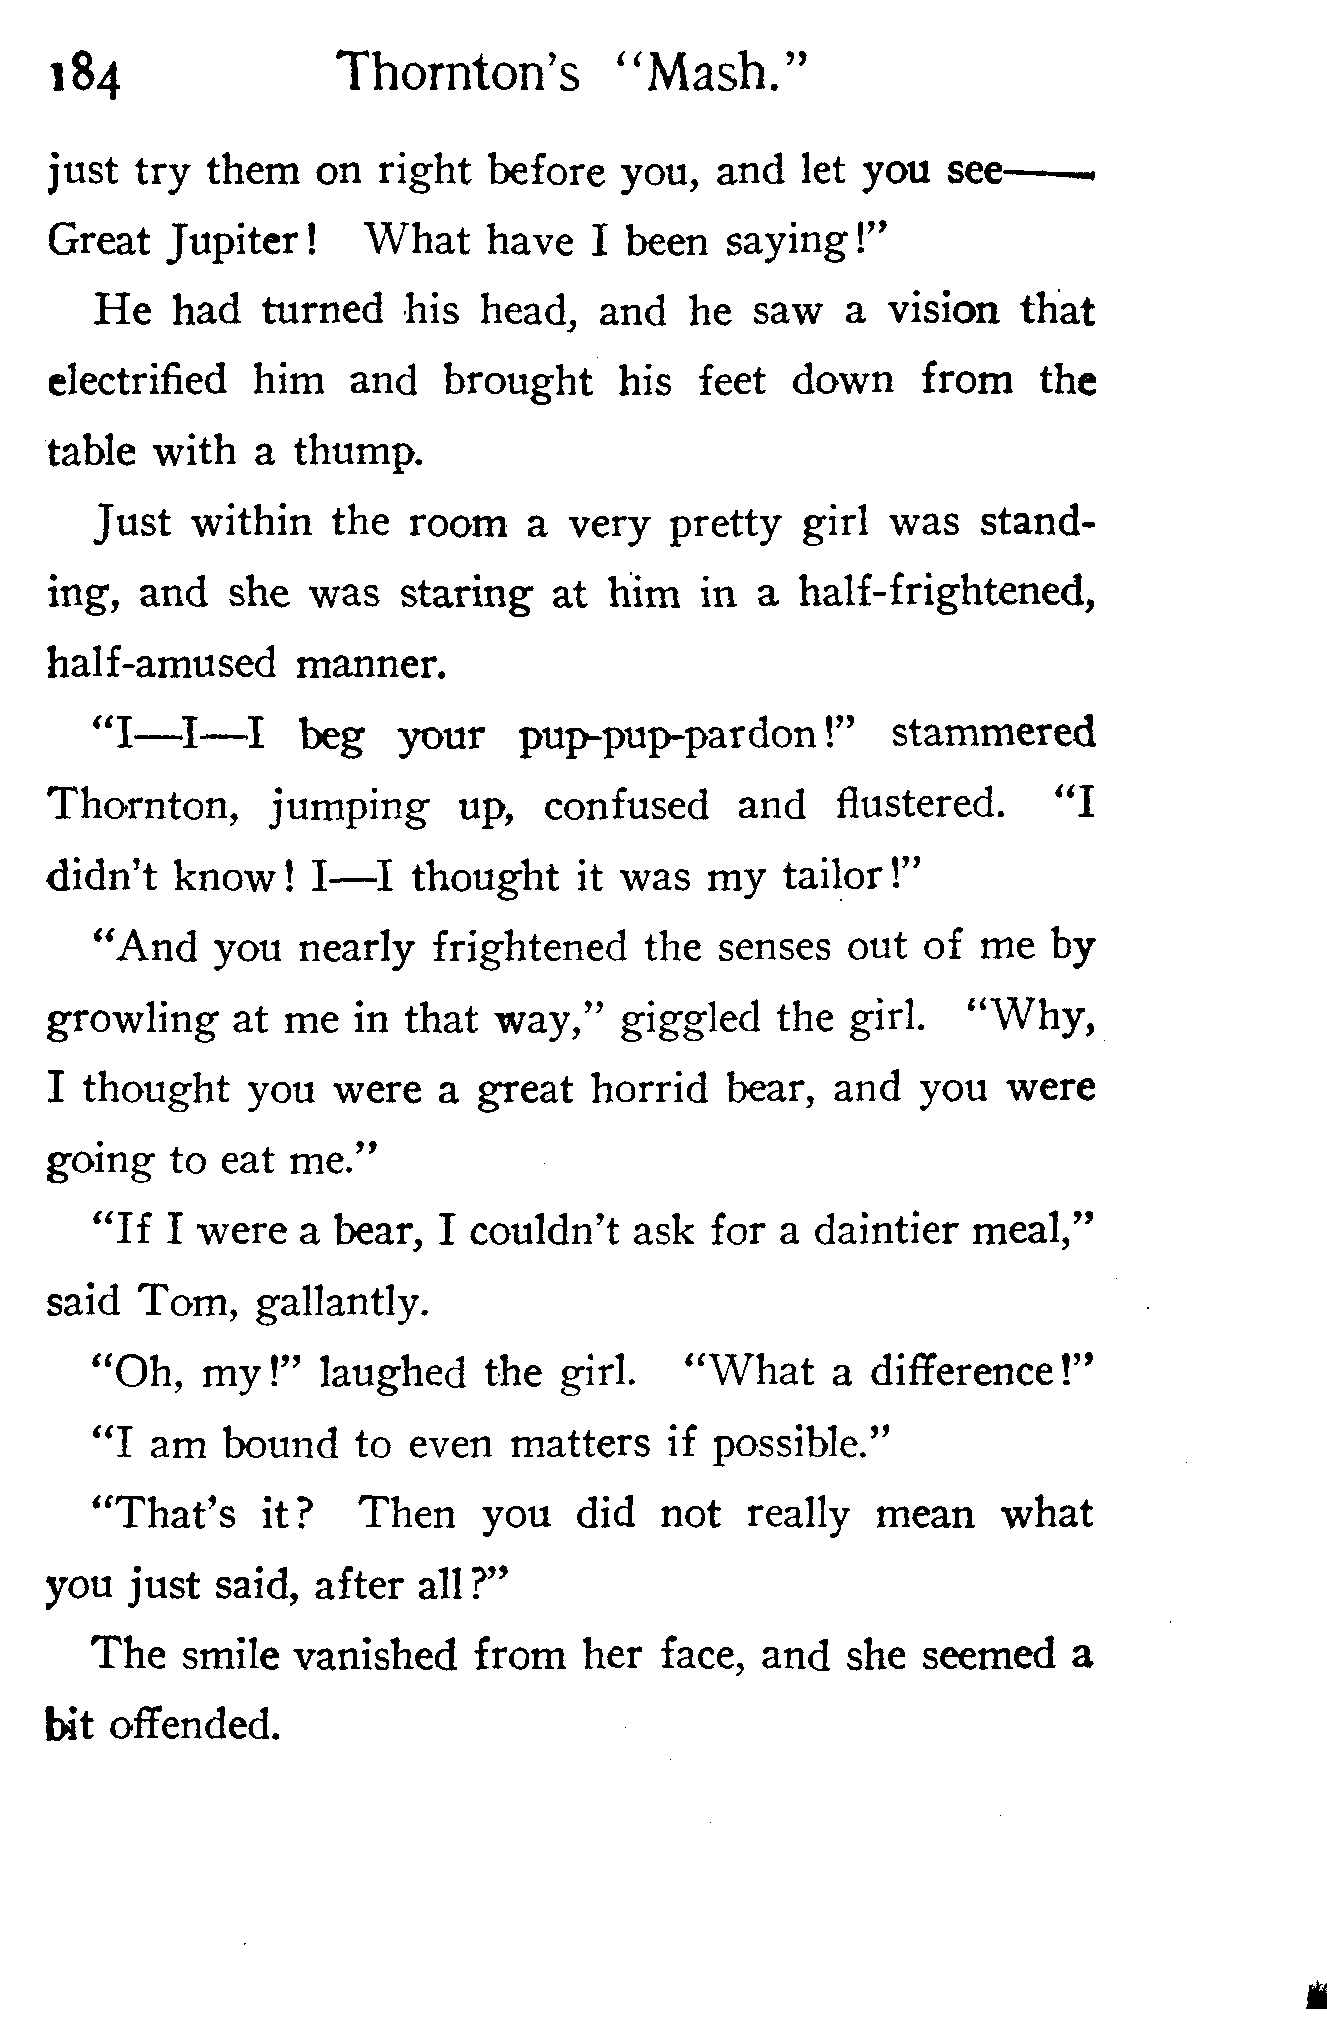 184 Thornton's "Mash."
just try them on right before you, and let you see——
Great Jupiter! What have I been saying!"
He had turned his head, and he saw a vision that
electrified him and brought his feet down from the
table with a thump.
Just within the room a very pretty girl was stand-
ing, and she was staring at him in a half-frightened,
half-amused manner.
"I—I—I beg your pup-pup-pardon!" stammered
Thornton, jumping up, confused and flustered. "I
didn't know! I—I thought it was my tailor!"
"And you nearly frightened the senses out of me by
growling at me in that way," giggled the girl. "Why,
I thought you were a great horrid bear, and you were
going to eat me."
"If I were a bear, I couldn't ask for a daintier meal,"
said Tom, gallantly.
"Oh, my!" laughed the girl. "What a difference!"
"I am bound to even matters if possible."
"That's it? Then you did not really mean what
you just said, after all?"
The smile vanished from her face, and she seemed a
bit offended.